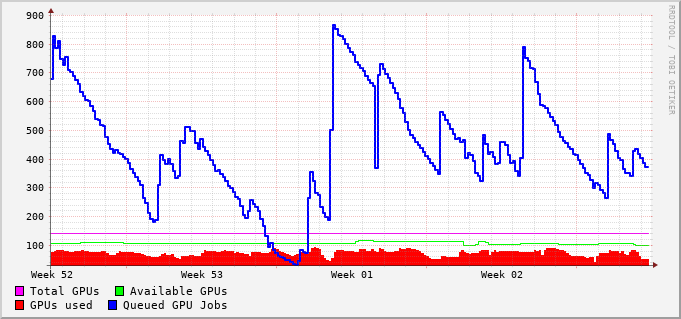 900
800
700
600
500
400
300
200
100
Week 52 Week 53 Week 01 Week 02
Total GPUs Available GPUs
GPUs used Queued GPU Jobs
RRDTOOL / TOBI OETIKER